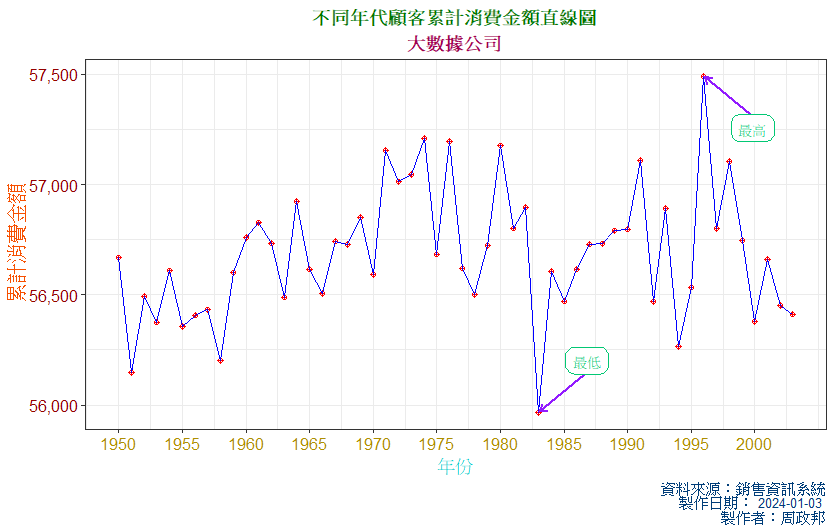 不同年代顧客累計消費金額直線圖
大數據公司
累計消費金額
57,500
57,000
56,500
56,000
最高
最低
1950 1955 1960 1965 1970 1975 1980 1985 1990 1995 2000
年份
資料來源：銷售資訊系統
製作日期： 2024-01-03
製作者：周政邦